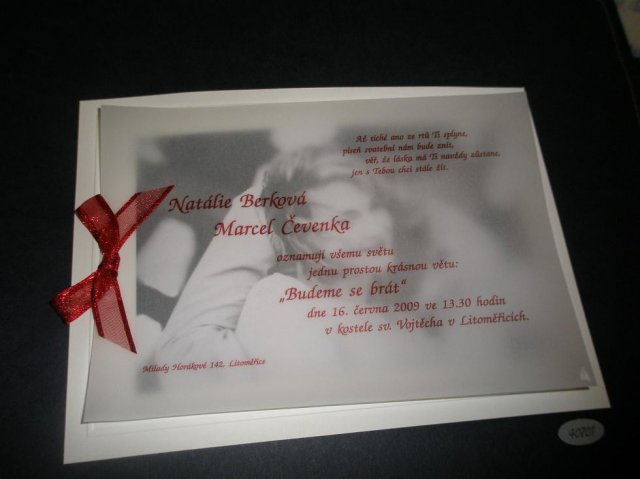 Až tiché ano ze rtů Ti splyne,
píseň svatební nám bude znít,
věř, že láska má Ti navždy zůstane,
jen s Tebou chci stále žít.
Natálie Berková
Marcel Čevenka
oznamují všemu světu
jednu prostou krásnou větu:
„Budeme se brát“
dne 16. června 2009 ve 13.30 hodin
v kostele sv. Vojtěcha v Litoměřicích.
Milady Horákové 142, Litoměřice